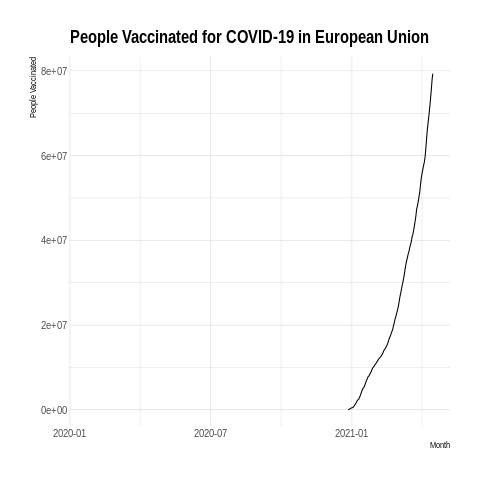 People Vaccinated for COVID-19 in European Union
People Vaccinated
8e+07
6e+07
4e+07
2e+07
0e+00
2020-01
2020-07
2021-01
Month